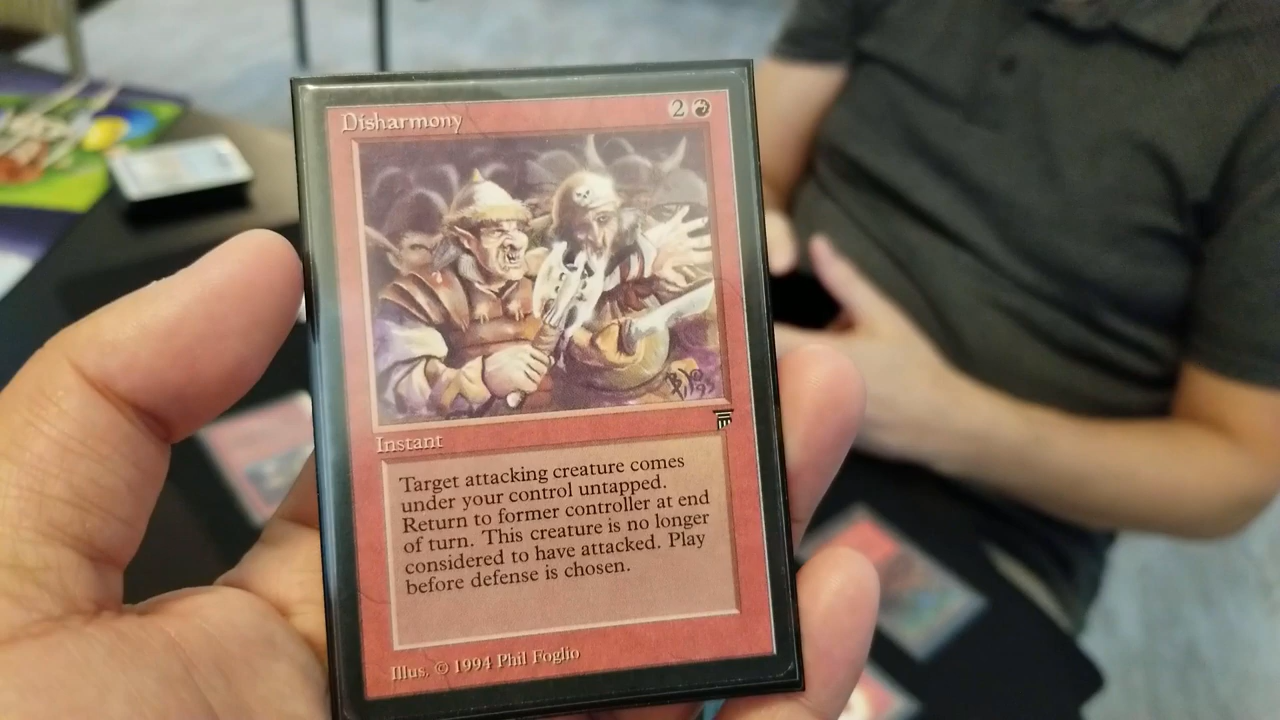 Disharmony 2
Instant
Target attacking creature comes
under your control untapped.
Return to former controller at end
of turn. This creature is no longer
considered to have attacked. Play
before defense is chosen.
Illus. © 1994 Phil Foglio